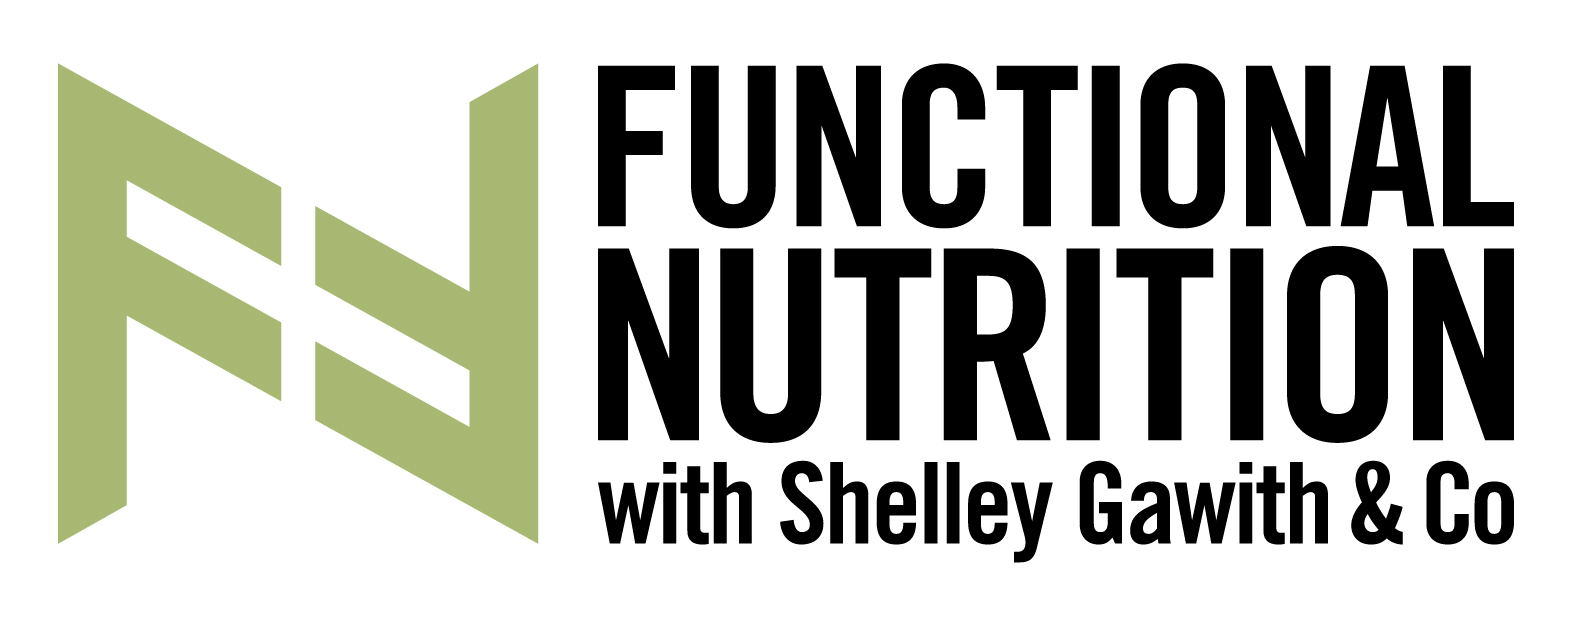 FUNCTIONAL
NUTRITION
with Shelley Gawith & Co